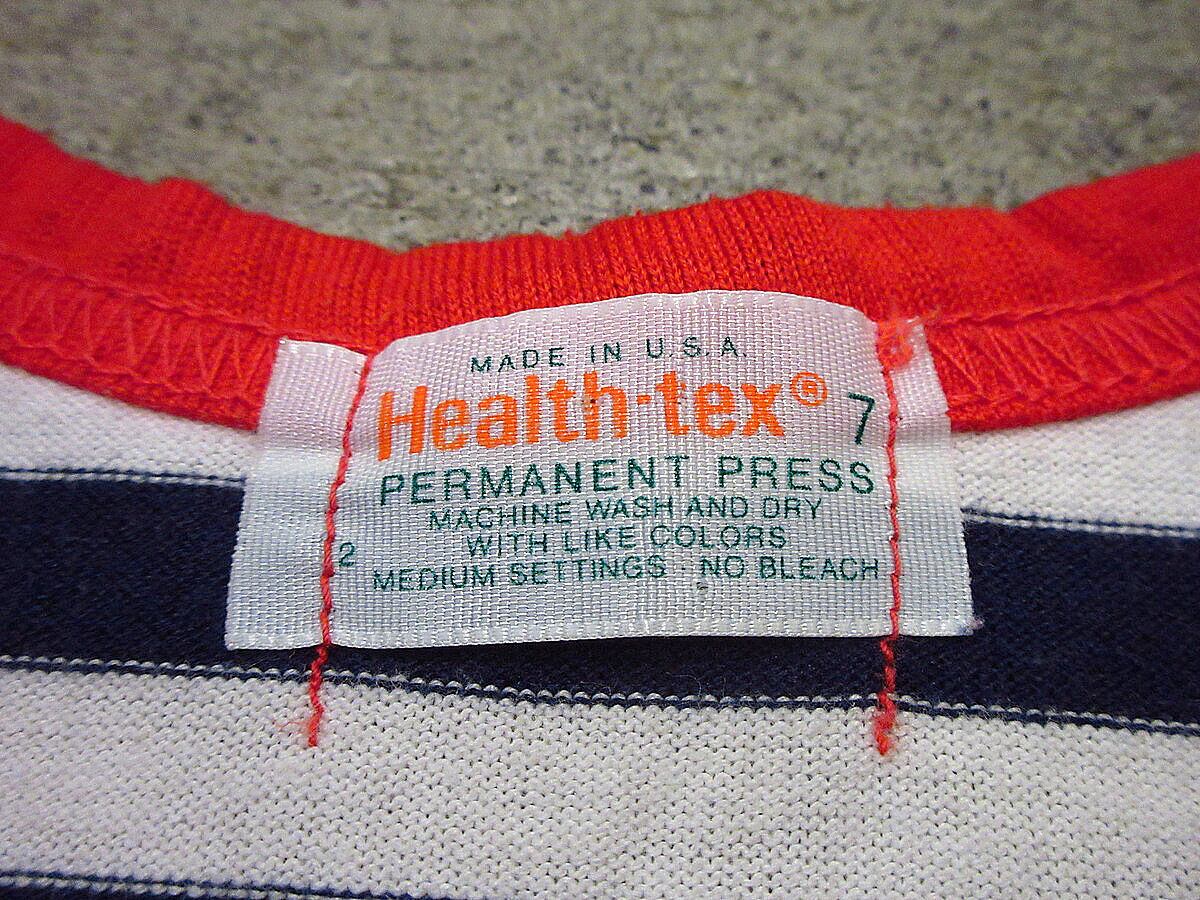 MADE IN U.S.A.
Health-tex® 7
PERMANENT PRESS
MACHINE WASH AND DRY
WITH LIKE COLORS
2
MEDIUM SETTINGS - NO BLEACH